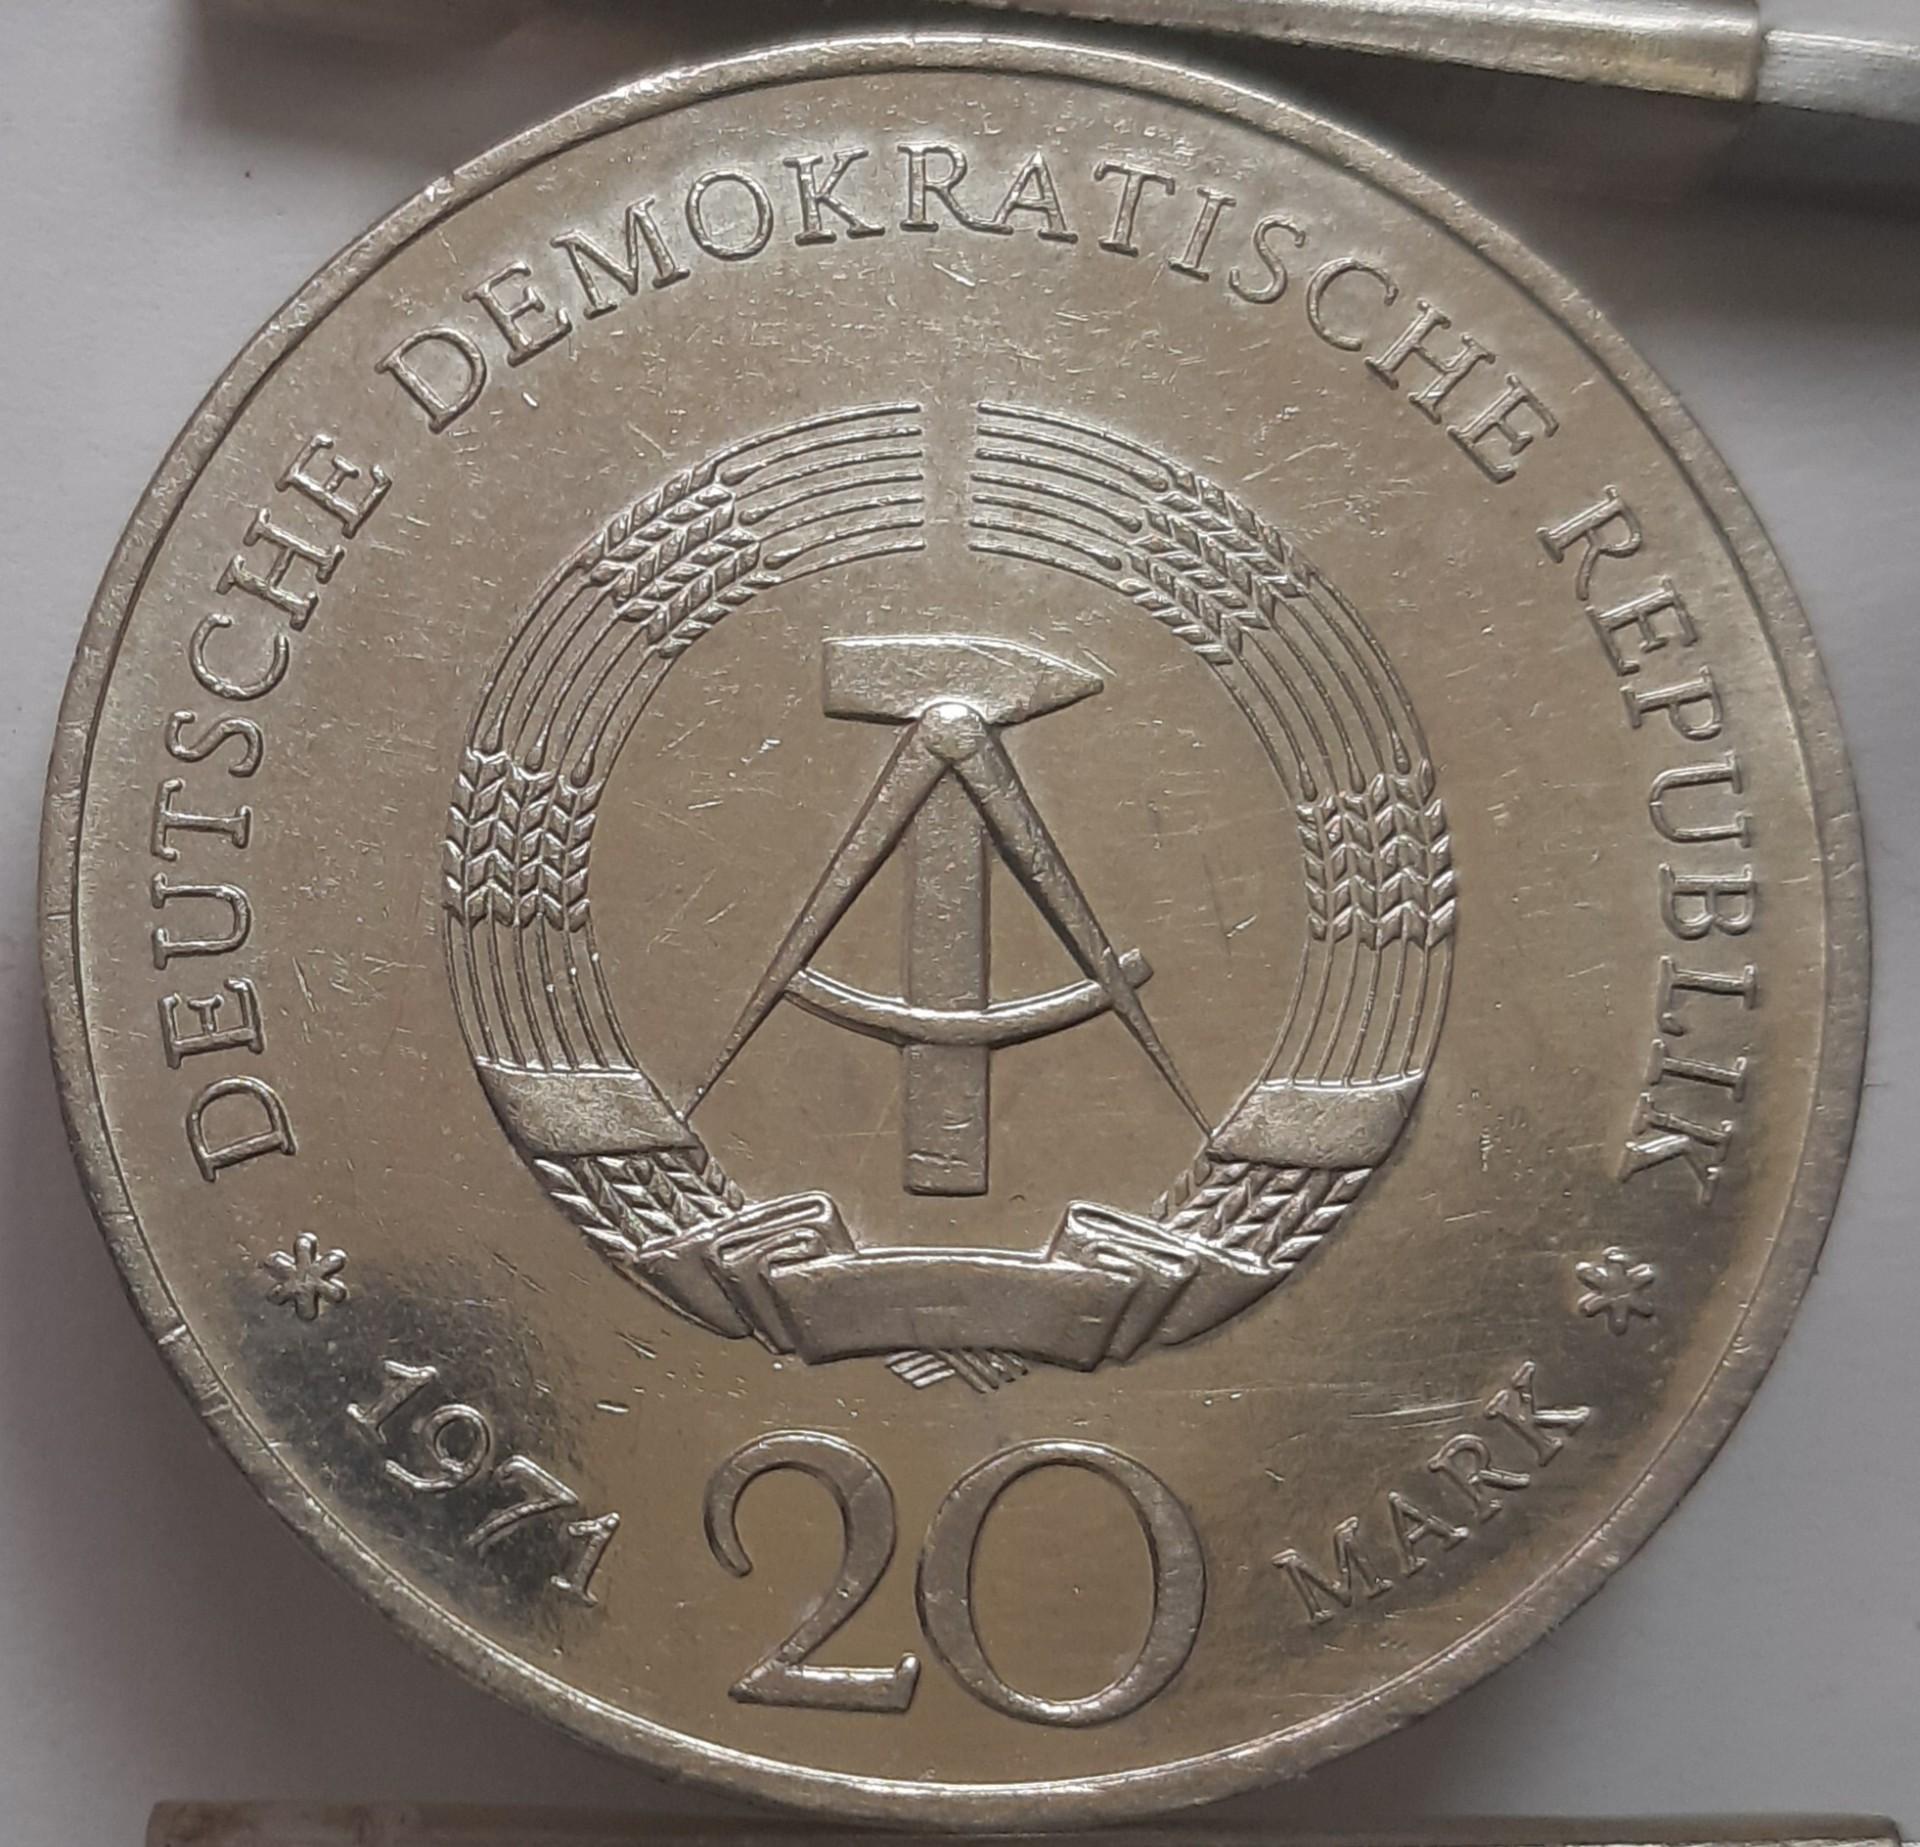 DEUTSCHE DEMOKRATISCHE REPUBLIK
* 1971 20 MARK *